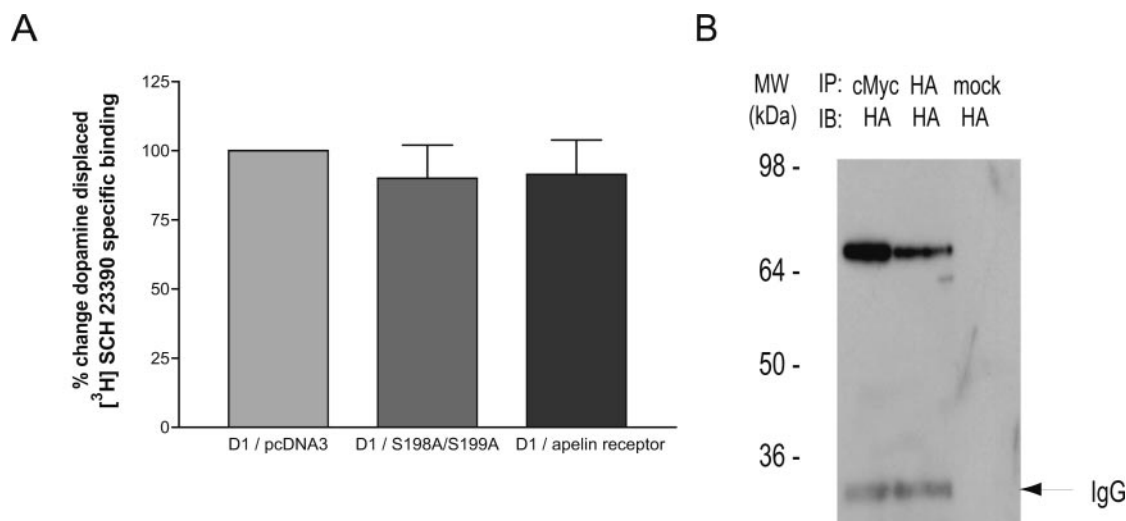 A
% change dopamine displaced
[3H] SCH 23390 specific binding
125
100
75
50
25
0
D1 / pcDNA3
D1 / S198A/S199A
D1 / apelin receptor
B
MW
(kDa)
IP: cMyc HA mock
IB: HA HA HA
98 -
64 -
50 -
36 -
IgG